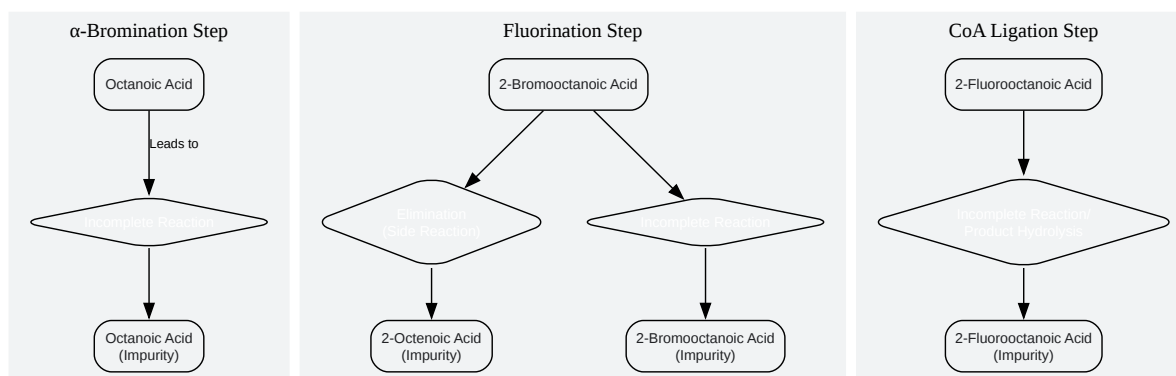 α-Bromination Step
Octanoic Acid
Leads to
Incomplete Reaction
Octanoic Acid
(Impurity)
Fluorination Step
2-Bromooctanoic Acid
Elimination
(Side Reaction)
Incomplete Reaction
2-Octenoic Acid
(Impurity)
2-Bromooctanoic Acid
(Impurity)
CoA Ligation Step
2-Fluorooctanoic Acid
Incomplete Reaction/
Product Hydrolysis
2-Fluorooctanoic Acid
(Impurity)